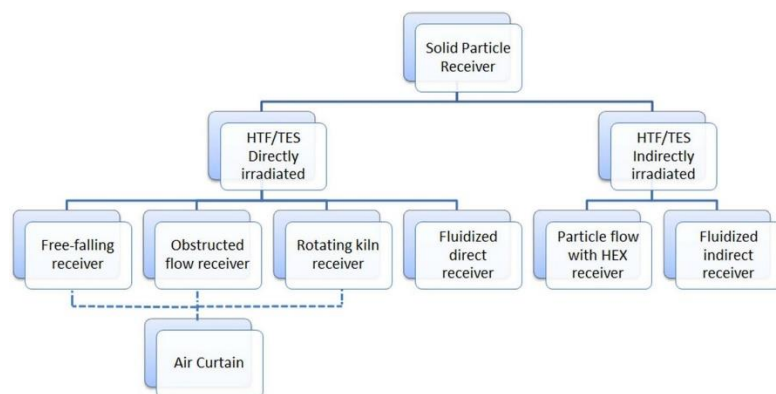 Solid Particle
Receiver
HTF/TES
Directly
irradiated
HTF/TES
Indirectly
irradiated
Free-falling
receiver
Obstructed
flow receiver
Rotating kiln
receiver
Fluidized
direct
receiver
Particle flow
with HEX
receiver
Fluidized
indirect
receiver
Air Curtain